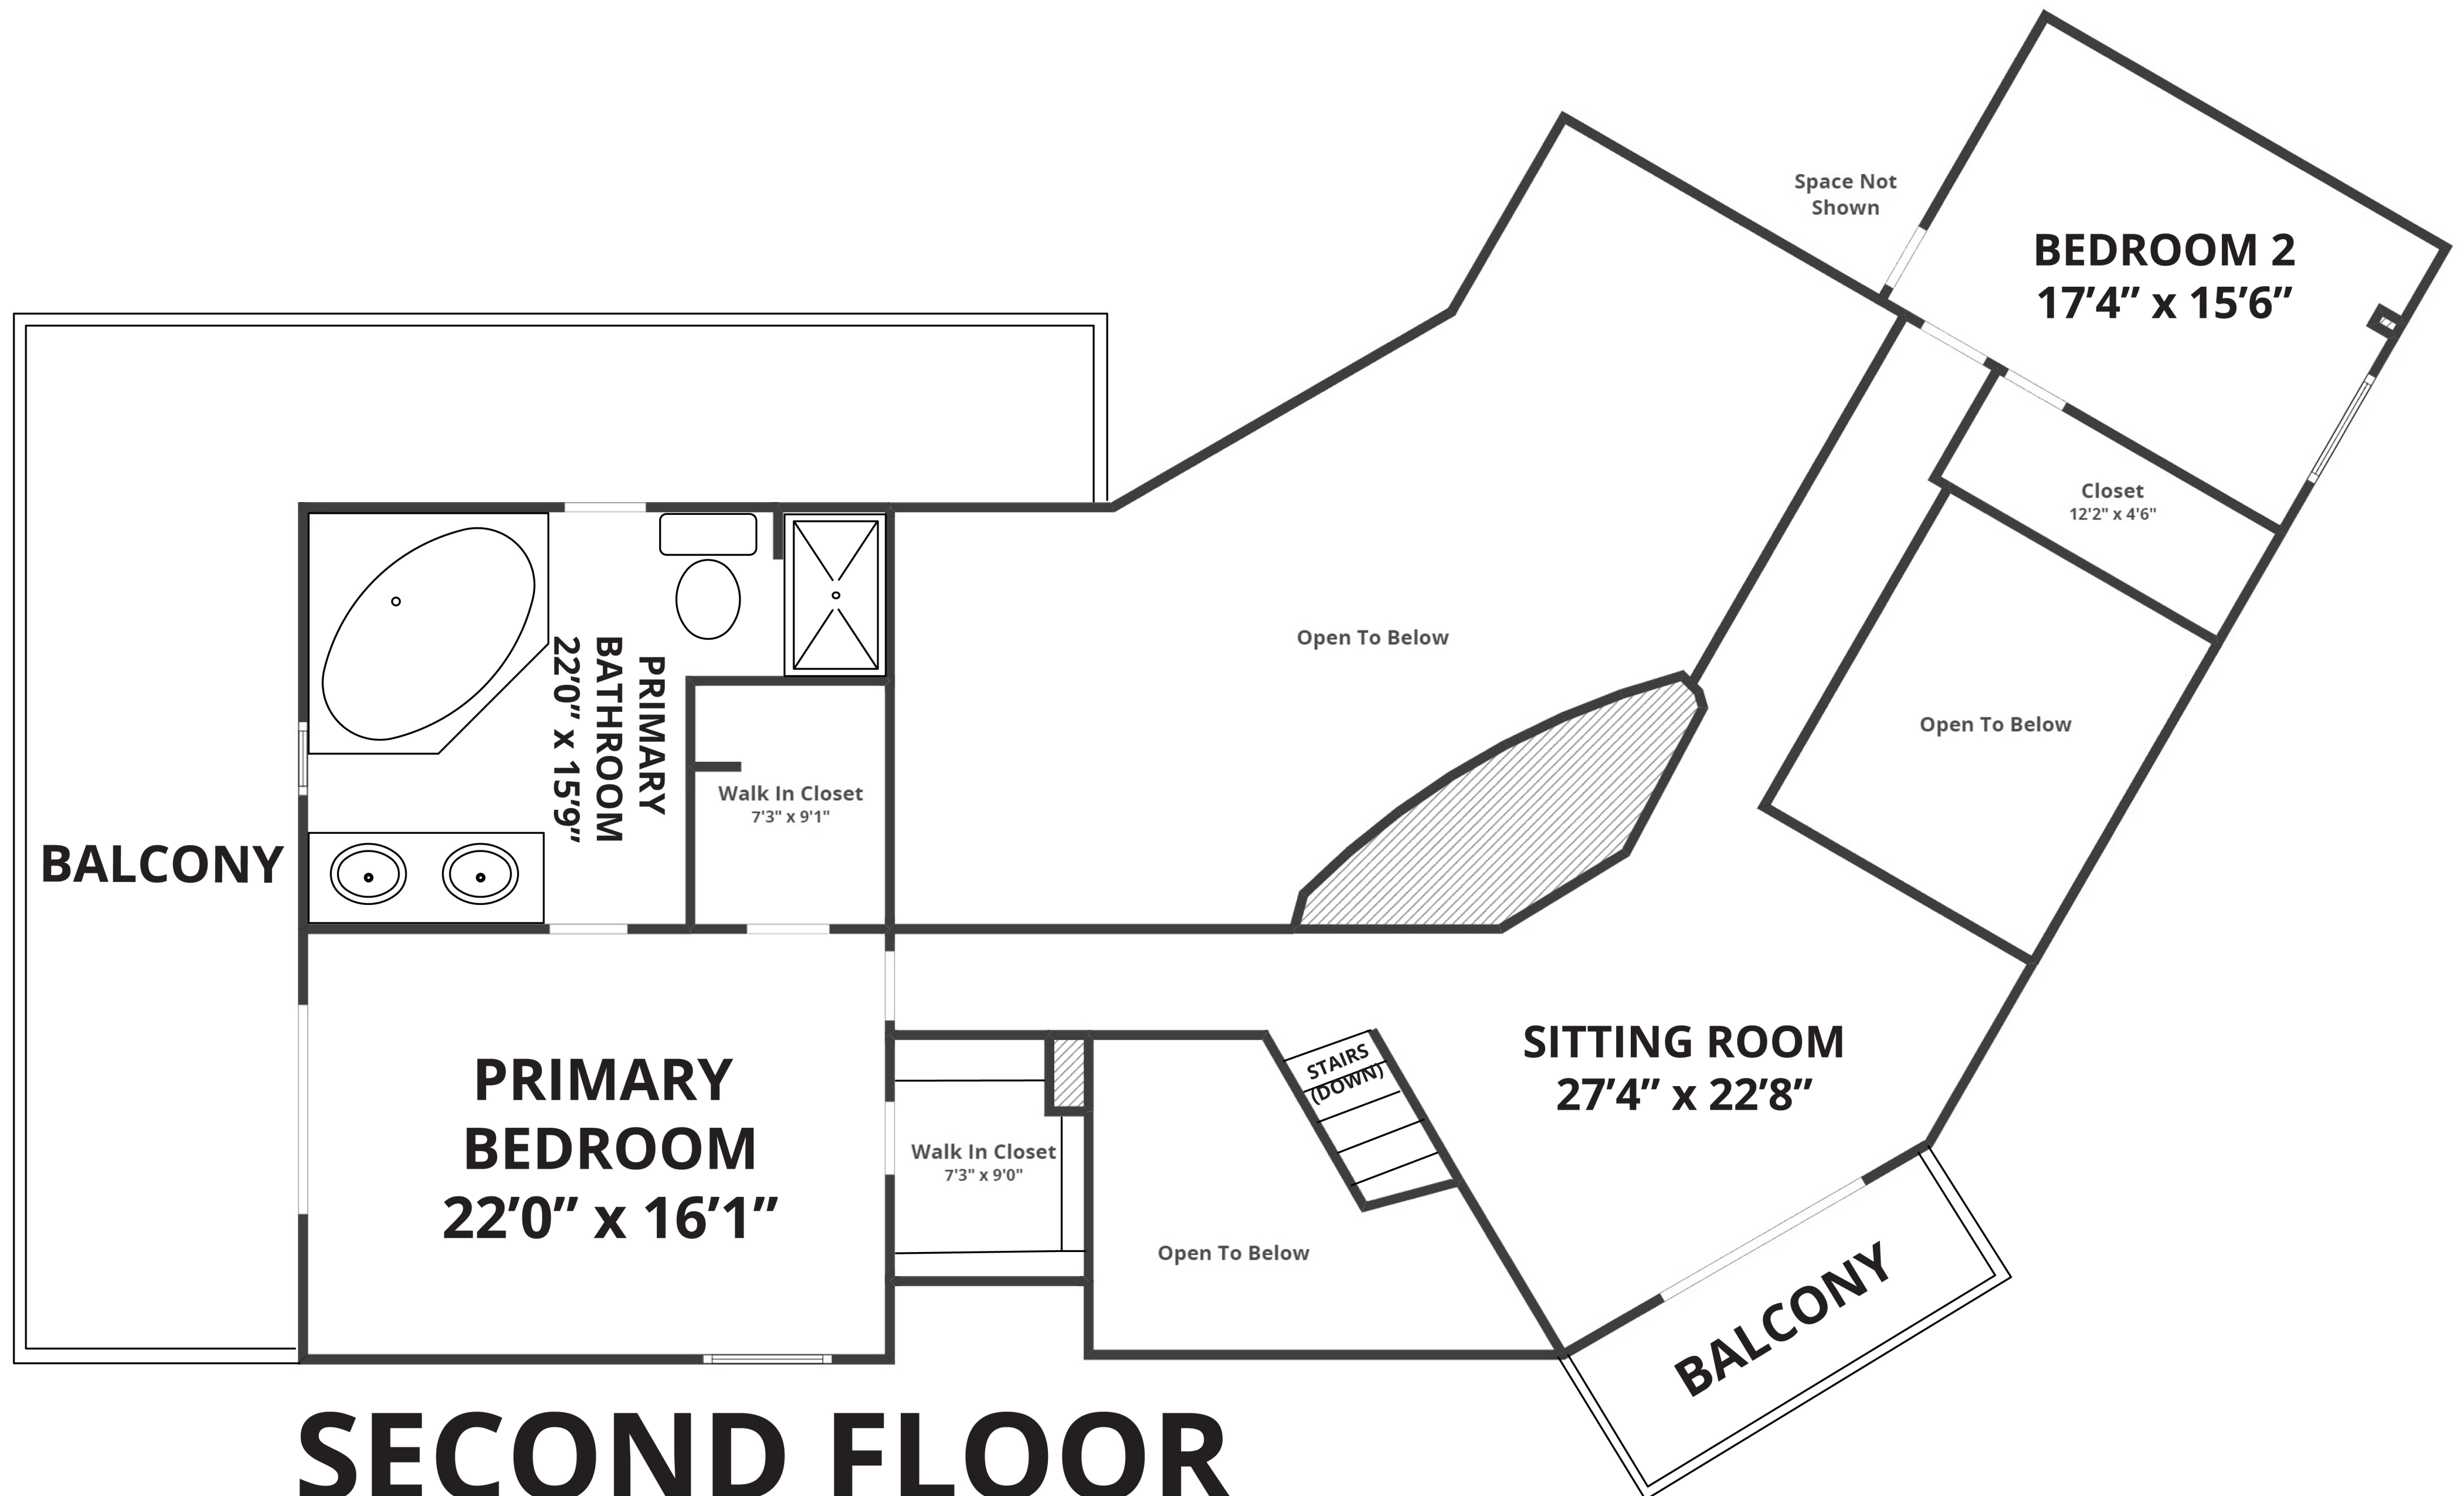 Space Not
Shown
BEDROOM 2
17’4” x 15’6”
Closet
12'2" x 4'6"
Open To Below
Open To Below
PRIMARY
BATHROOM
22’0” x 15’9”
Walk In Closet
7'3" x 9'1"
BALCONY
PRIMARY
BEDROOM
22’0” x 16’1”
Walk In Closet
7'3" x 9'0"
STAIRS
(DOWN)
SITTING ROOM
27’4” x 22’8”
Open To Below
BALCONY
SECOND FLOOR